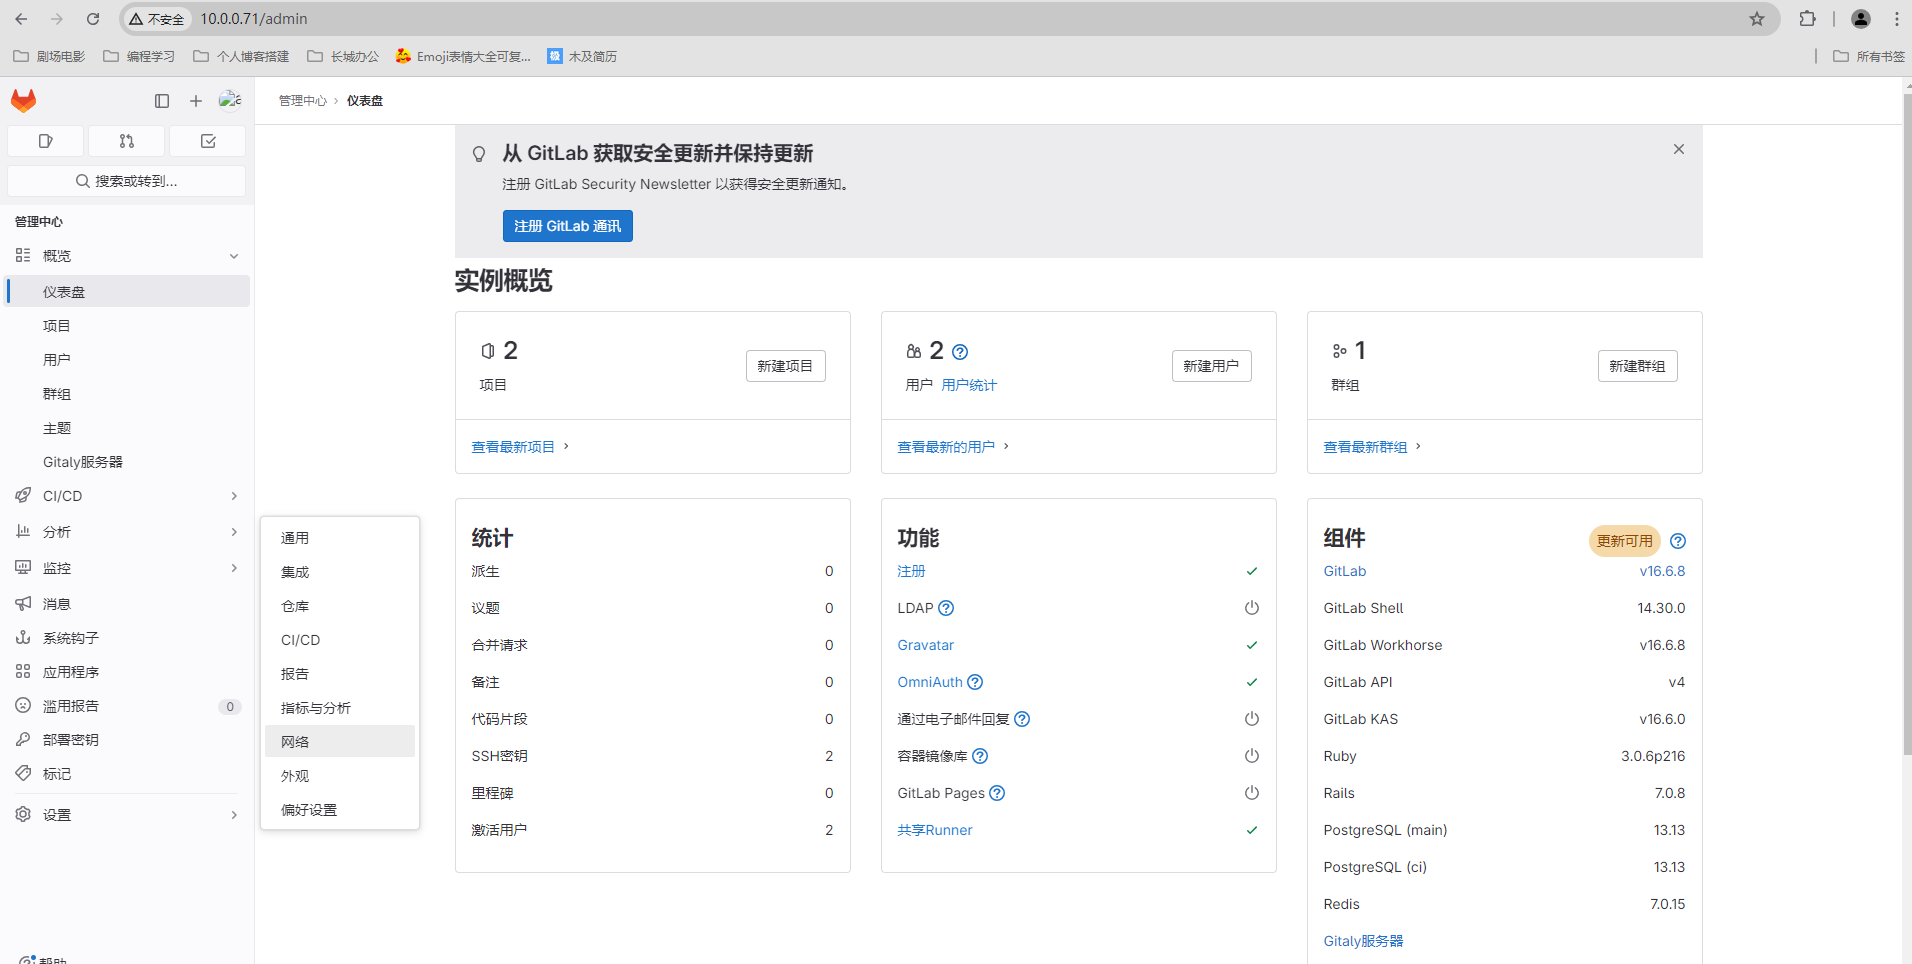 不安全
10.0.0.71/admin
剧场电影
编程学习
个人博客搭建
长城办公
Emoji表情大全可复...
极
木及简历
所有书签
管理中心 › 仪表盘
搜索或转到...
管理中心
概览
仪表盘
项目
用户
群组
主题
Gitaly服务器
CI/CD
分析
监控
消息
系统钩子
应用程序
滥用报告 0
部署密钥
标记
设置
帮助
通用
集成
仓库
CI/CD
报告
指标与分析
网络
外观
偏好设置
从 GitLab 获取安全更新并保持更新
注册 GitLab Security Newsletter 以获得安全更新通知。
注册 GitLab 通讯
实例概览
2
项目
新建项目
查看最新项目
2
用户 用户统计
新建用户
查看最新的用户
1
群组
新建群组
查看最新群组
统计
派生 0
议题 0
合并请求 0
备注 0
代码片段 0
SSH密钥 2
里程碑 0
激活用户 2
功能
注册
LDAP
Gravatar
OmniAuth
通过电子邮件回复
容器镜像库
GitLab Pages
共享Runner
组件 更新可用
GitLab v16.6.8
GitLab Shell 14.30.0
GitLab Workhorse v16.6.8
GitLab API v4
GitLab KAS v16.6.0
Ruby 3.0.6p216
Rails 7.0.8
PostgreSQL (main) 13.13
PostgreSQL (ci) 13.13
Redis 7.0.15
Gitaly服务器